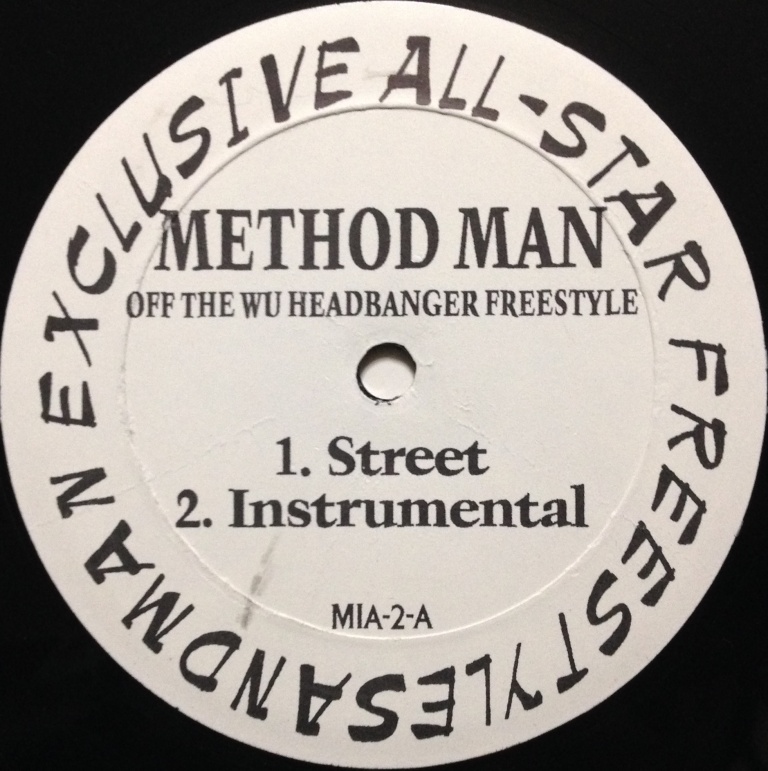 EXCLUSIVE ALL-STAR FREESTYLESANDMAN
METHOD MAN
OFF THE WU HEADBANGER FREESTYLE
1. Street
2. Instrumental
MIA-2-A